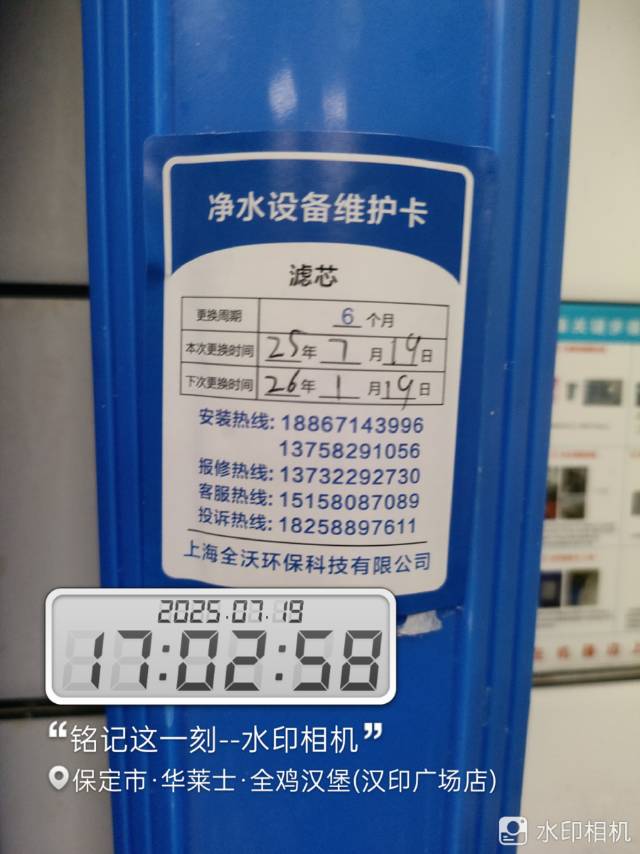 净水设备维护卡
滤芯
更换周期 6 个月
本次更换时间 25年 7 月 19日
下次更换时间 26年 1 月 19日
安装热线: 18867143996
13758291056
报修热线: 13732292730
客服热线: 15158087089
投诉热线: 18258897611
上海全沃环保科技有限公司
2025.07.19
17:02:58
“铭记这一刻--水印相机”
保定市·华莱士·全鸡汉堡(汉印广场店)
水印相机